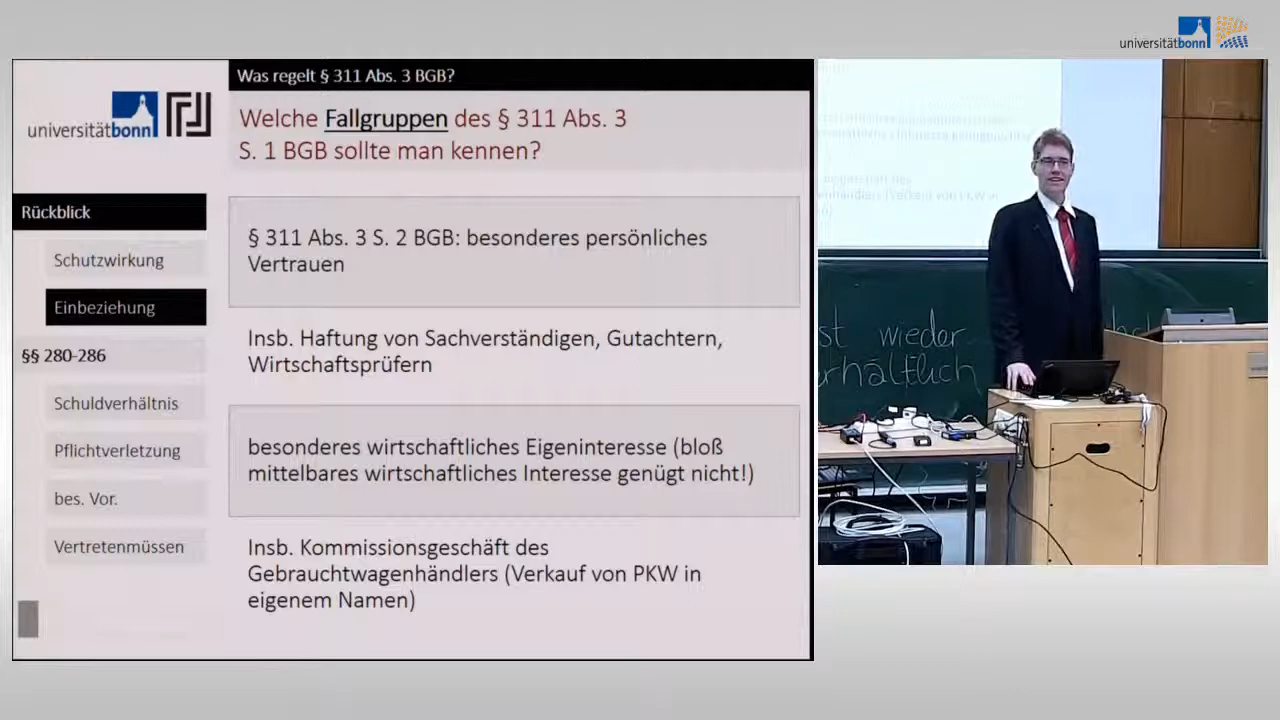 universitätbonn
Was regelt § 311 Abs. 3 BGB?
universitätbonn
Welche Fallgruppen des § 311 Abs. 3
S. 1 BGB sollte man kennen?
Rückblick
Schutzwirkung
Einbeziehung
§§ 280-286
Schuldverhältnis
Pflichtverletzung
bes. Vor.
Vertretenmüssen
§ 311 Abs. 3 S. 2 BGB: besonderes persönliches
Vertrauen
Insb. Haftung von Sachverständigen, Gutachtern,
Wirtschaftsprüfern
besonderes wirtschaftliches Eigeninteresse (bloß
mittelbares wirtschaftliches Interesse genügt nicht!)
Insb. Kommissionsgeschäft des
Gebrauchtwagenhändlers (Verkauf von PKW in
eigenem Namen)
st wieder
erhältlich